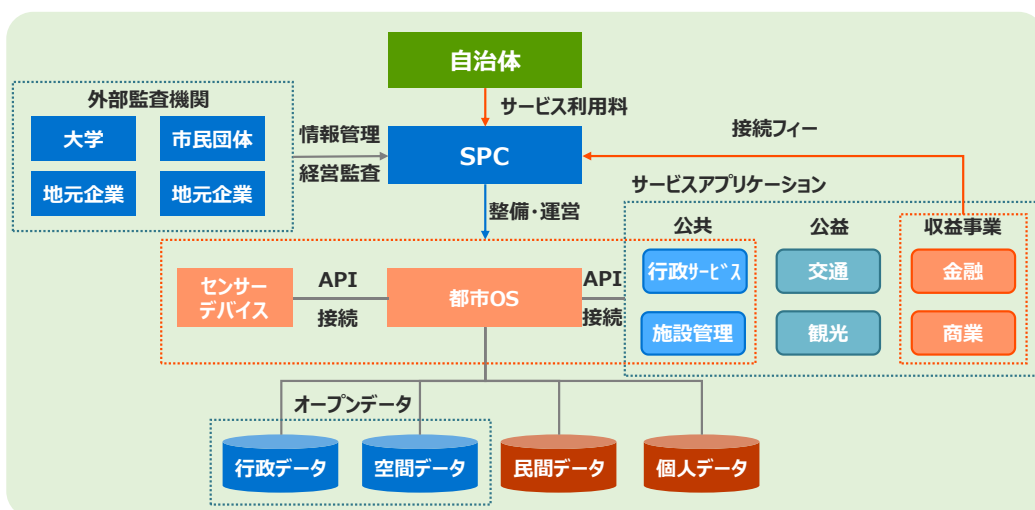 自治体
サービス利用料
外部監査機関
大学
市民団体
地元企業
地元企業
情報管理
経営監査
SPC
接続フィー
整備・運営
サービスアプリケーション
公共
公益
収益事業
行政サービス
交通
金融
施設管理
観光
商業
センサー
デバイス
API
接続
都市OS
API
接続
オープンデータ
行政データ
空間データ
民間データ
個人データ